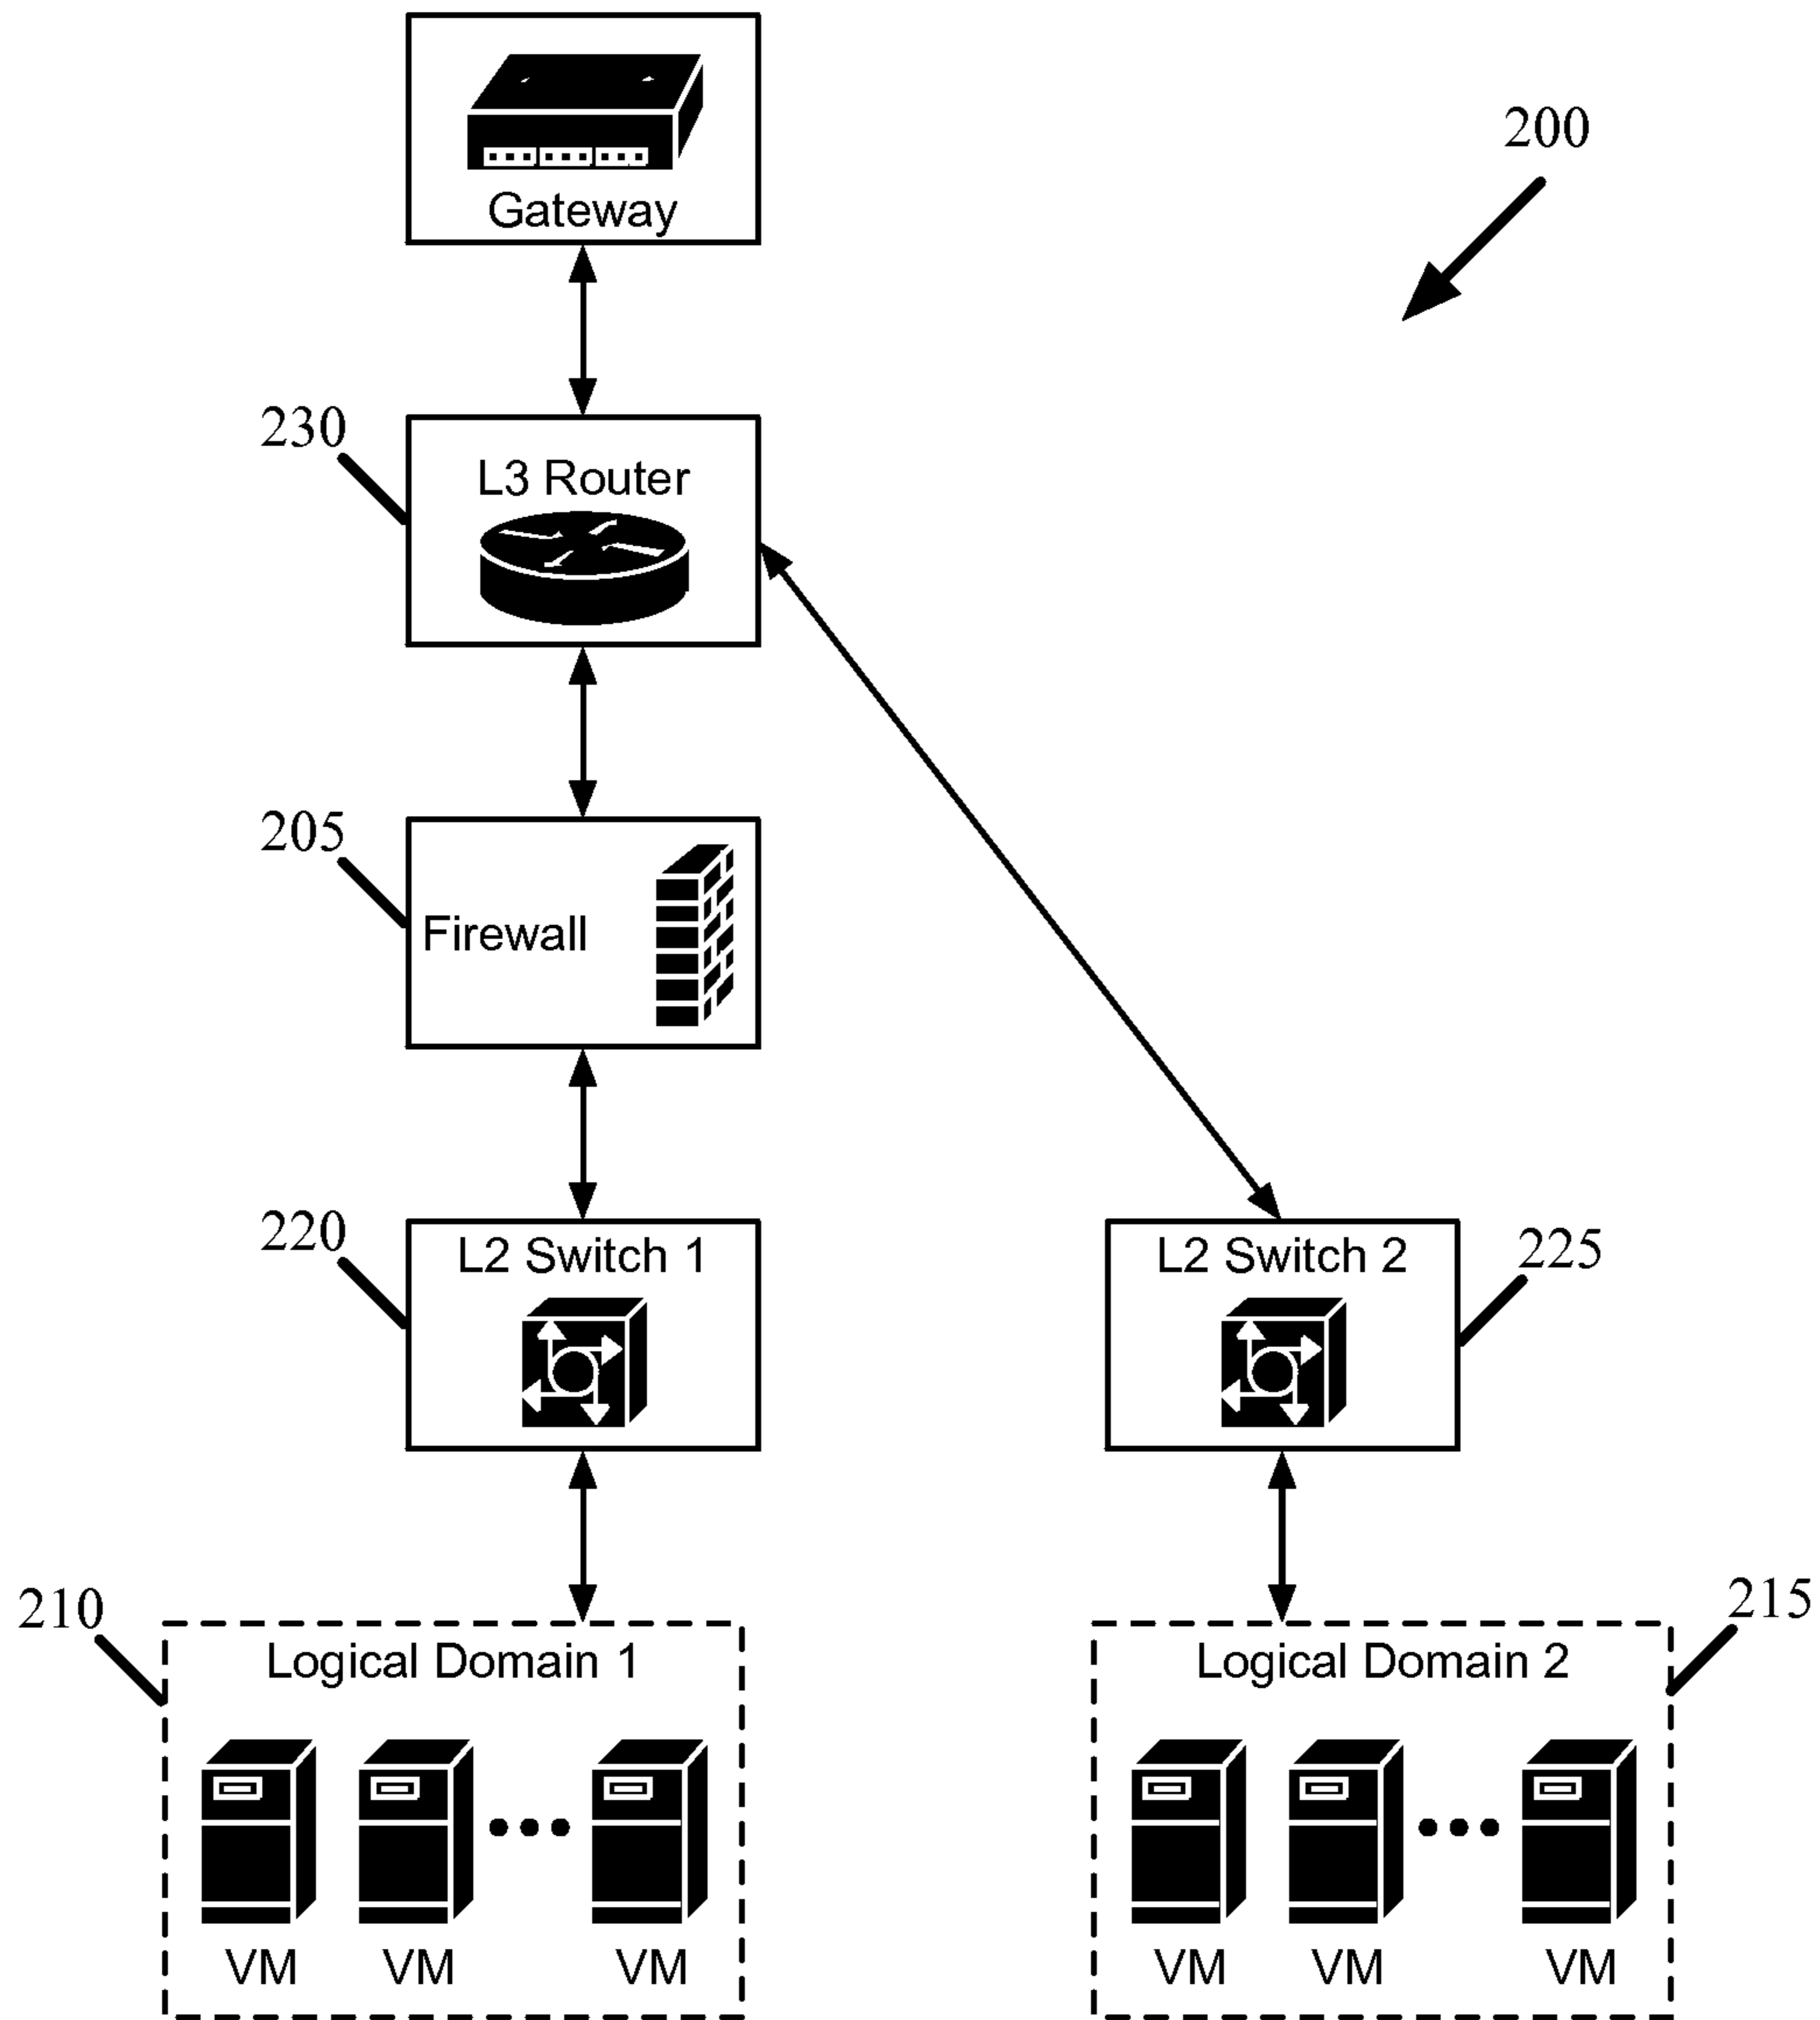 Gateway
200
230
L3 Router
205
Firewall
220
L2 Switch 1
L2 Switch 2
225
210
Logical Domain 1
Logical Domain 2
215
VM VM VM
VM VM VM